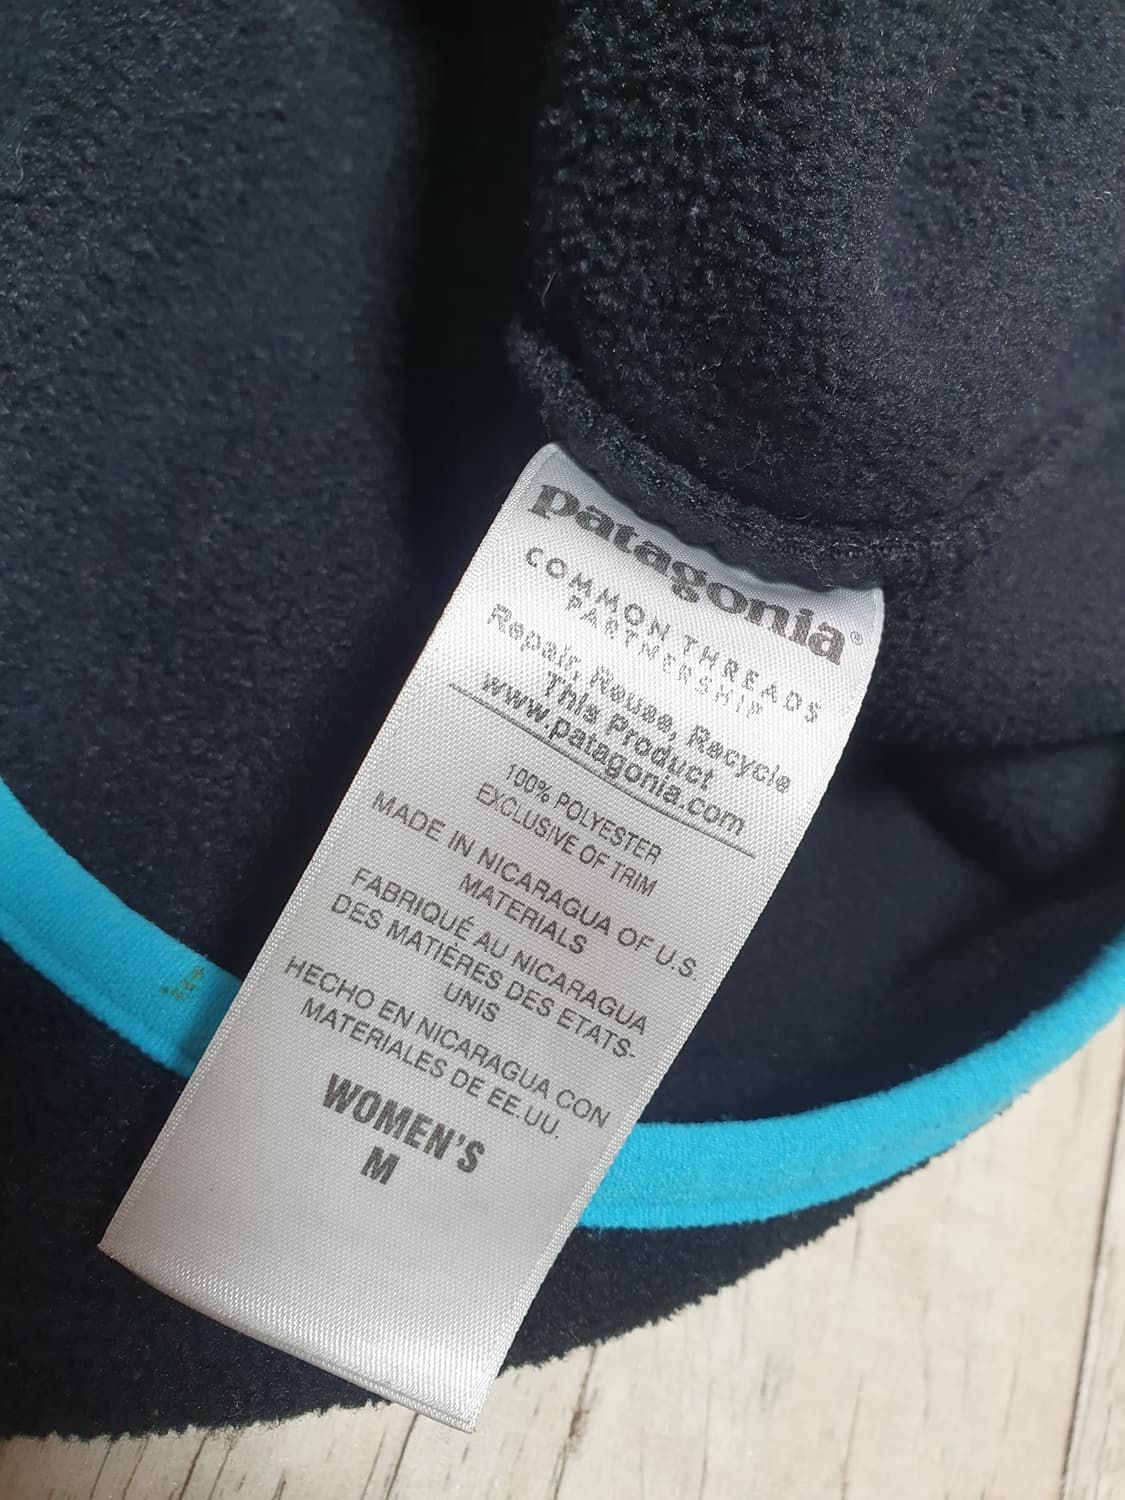 patagonia®
COMMON THREADS
PARTNERSHIP
Repair, Reuse, Recycle
This Product
www.patagonia.com
100% POLYESTER
EXCLUSIVE OF TRIM
MADE IN NICARAGUA OF U.S.
MATERIALS
FABRIQUÉ AU NICARAGUA
DES MATIÈRES DES ETATS-
UNIS
HECHO EN NICARAGUA CON
MATERIALES DE EE.UU.
WOMEN'S
M